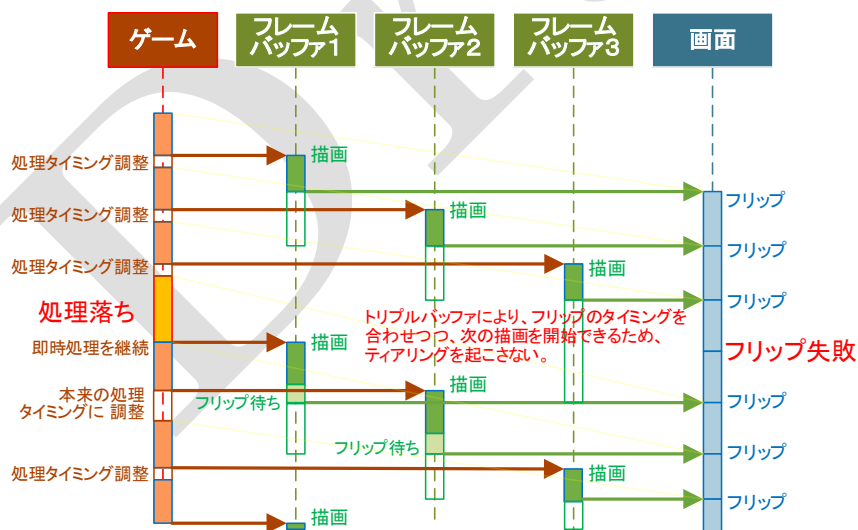 ゲーム
フレーム
バッファ1
フレーム
バッファ2
フレーム
バッファ3
画面
処理タイミング調整
描画
フリップ
処理タイミング調整
描画
フリップ
処理タイミング調整
描画
フリップ
処理落ち
トリプルバッファにより、フリップのタイミングを
合わせつつ、次の描画を開始できるため、
ティアリングを起こさない。
即時処理を継続
描画
フリップ失敗
本来の処理
タイミングに 調整
描画
フリップ待ち
フリップ
フリップ待ち
フリップ
処理タイミング調整
描画
フリップ
描画